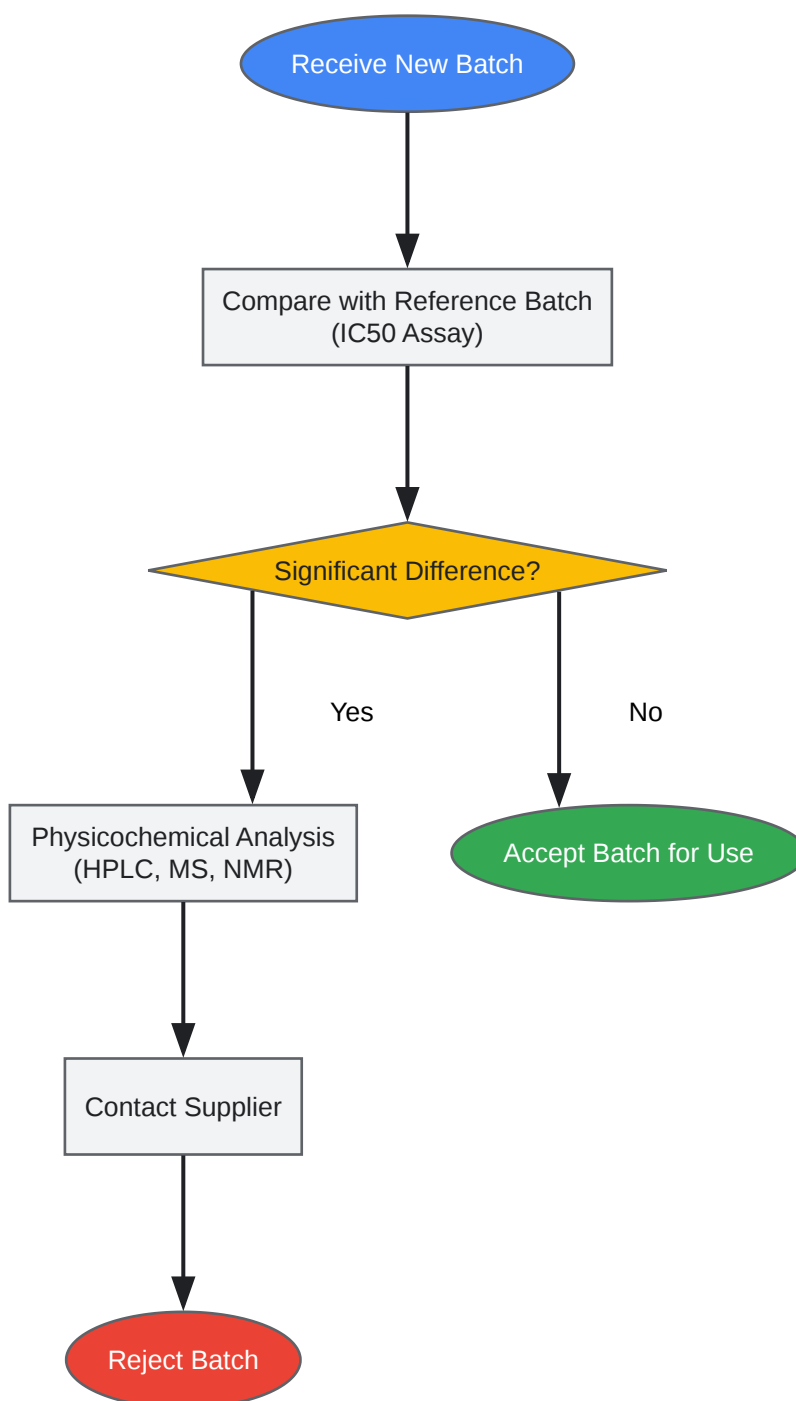 Receive New Batch
Compare with Reference Batch
(IC50 Assay)
Significant Difference?
Yes
No
Physicochemical Analysis
(HPLC, MS, NMR)
Accept Batch for Use
Contact Supplier
Reject Batch